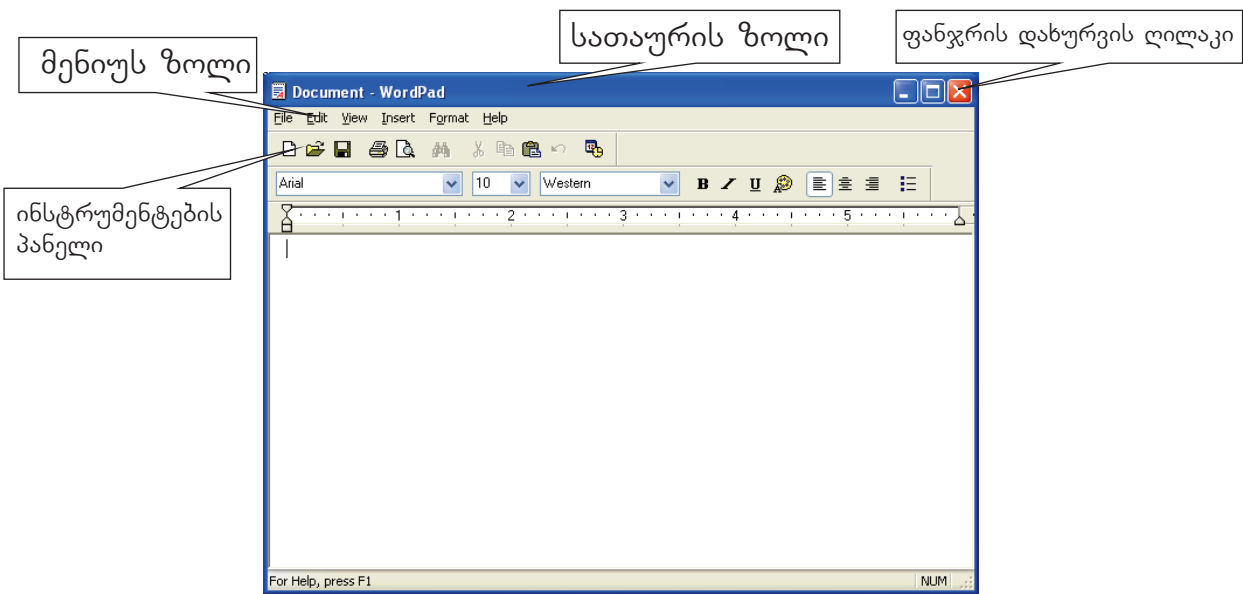 სათაურის ზოლი
ფანჯრის დახურვის ღილაკი
მენიუს ზოლი
Document - WordPad
File Edit View Insert Format Help
Arial 10 Western B I U
ინსტრუმენტების
პანელი
1 2 3 4 5
For Help, press F1 NUM